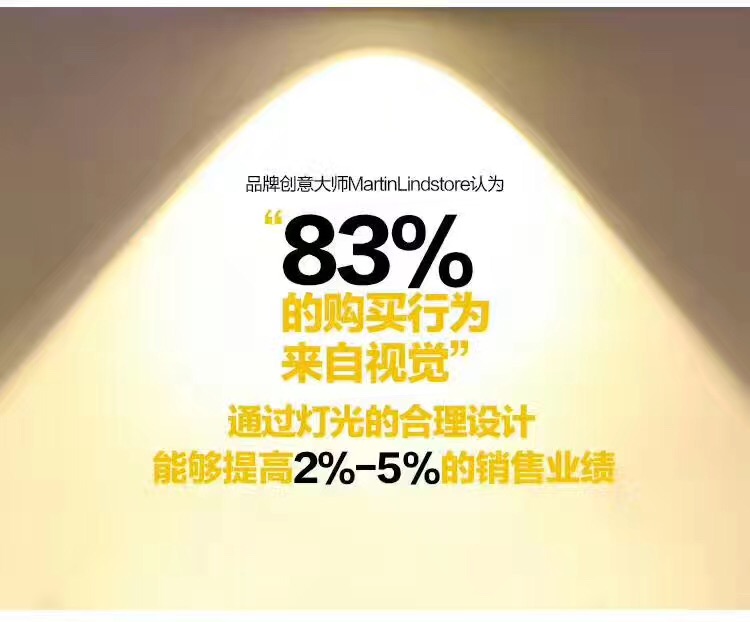 品牌创意大师MartinLindstore认为
“83%
的购买行为
来自视觉”
通过灯光的合理设计
能够提高2%-5%的销售业绩